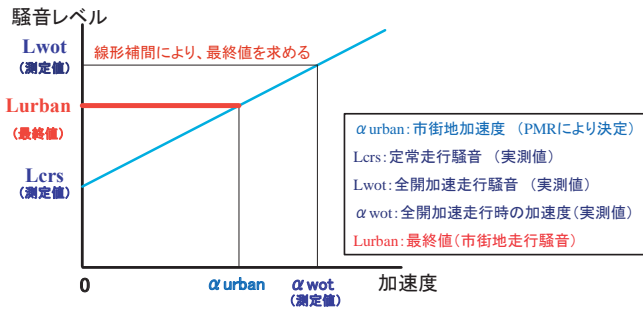 騒音レベル
Lwot
(測定値)
線形補間により、最終値を求める
Lurban
(最終値)
Lcrs
(測定値)
0
α urban
α wot
(測定値)
加速度
α urban:市街地加速度 (PMRにより決定)
Lcrs:定常走行騒音 (実測値)
Lwot:全開加速走行騒音 (実測値)
α wot:全開加速走行時の加速度(実測値)
Lurban:最終値(市街地走行騒音)